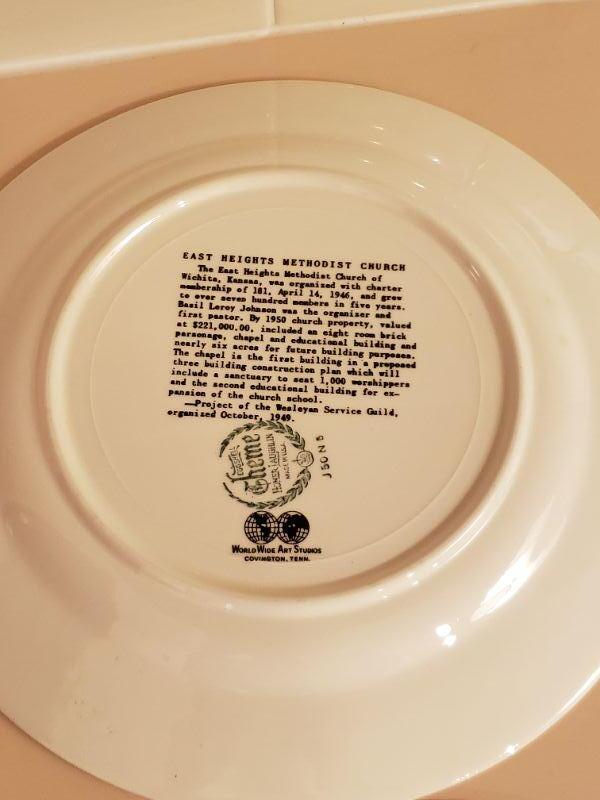 EAST HEIGHTS METHODIST CHURCH
The East Heights Methodist Church of
Wichita, Kansas, was organized with charter
membership of 181, April 14, 1946, and grew
to over seven hundred members in five years.
Basil Leroy Johnson was the organizer and
first pastor. By 1950 church property, valued
at $221,000.00, included an eight room brick
parsonage, chapel and educational building and
nearly six acres for future building purposes.
The chapel is the first building in a proposed
three building construction plan which will
include a sanctuary to seat 1,000 worshippers
and the second educational building for ex-
pansion of the church school.
—Project of the Wesleyan Service Guild,
organized October, 1949.
Theme
HOMER LAUGHLIN
MADE IN U.S.A.
J50N5
WORLD WIDE ART STUDIOS
COVINGTON, TENN.